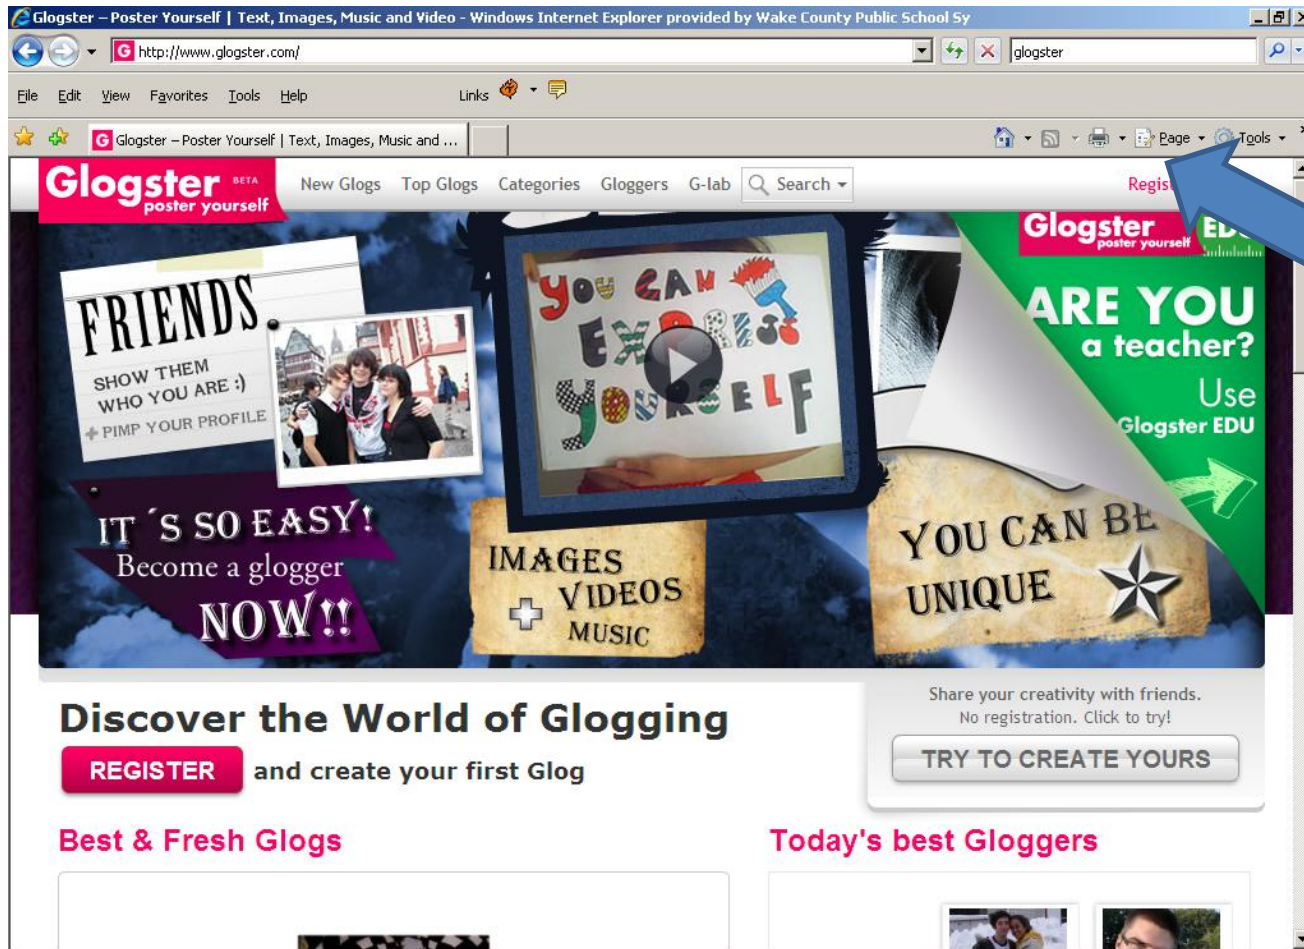 Glogster – Poster Yourself | Text, Images, Music and Video - Windows Internet Explorer provided by Wake County Public School Sy
http://www.glogster.com/
glogster
File Edit View Favorites Tools Help Links
Glogster – Poster Yourself | Text, Images, Music and ...
Page Tools
Glogster BETA
poster yourself
New Glogs Top Glogs Categories Gloggers G-lab Search
FRIENDS
SHOW THEM
WHO YOU ARE :)
+ PIMP YOUR PROFILE
YOU CAN
EXPRESS
YOURSELF
Glogster
poster yourself
ARE YOU
a teacher?
Use
Glogster EDU
IT´S SO EASY!
Become a glogger
NOW!!
IMAGES
+ VIDEOS
MUSIC
YOU CAN BE
UNIQUE
Discover the World of Glogging
REGISTER and create your first Glog
Share your creativity with friends.
No registration. Click to try!
TRY TO CREATE YOURS
Best & Fresh Glogs
Today's best Gloggers